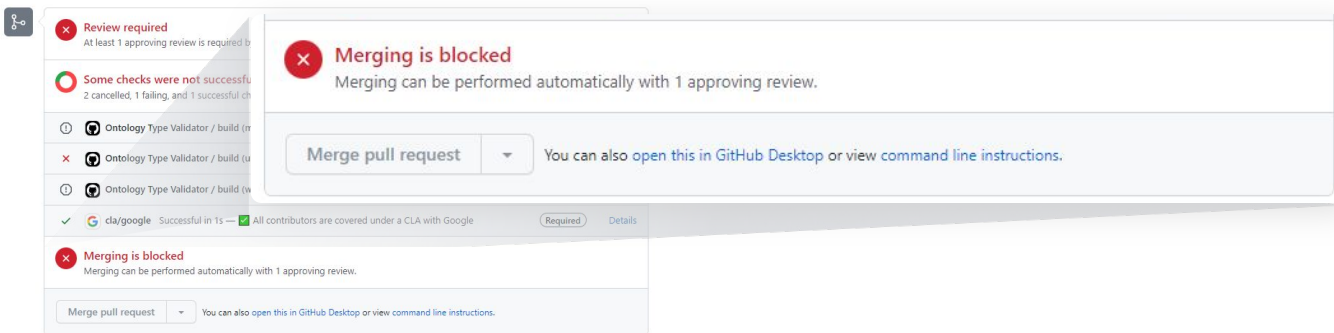 Review required
At least 1 approving review is required b
Some checks were not successfu
2 cancelled, 1 failing, and 1 successful ch
Ontology Type Validator / build (m
Ontology Type Validator / build (u
Ontology Type Validator / build (w
cla/google Successful in 1s — ✅ All contributors are covered under a CLA with Google Required Details
Merging is blocked
Merging can be performed automatically with 1 approving review.
Merge pull request You can also open this in GitHub Desktop or view command line instructions.
Merging is blocked
Merging can be performed automatically with 1 approving review.
Merge pull request You can also open this in GitHub Desktop or view command line instructions.